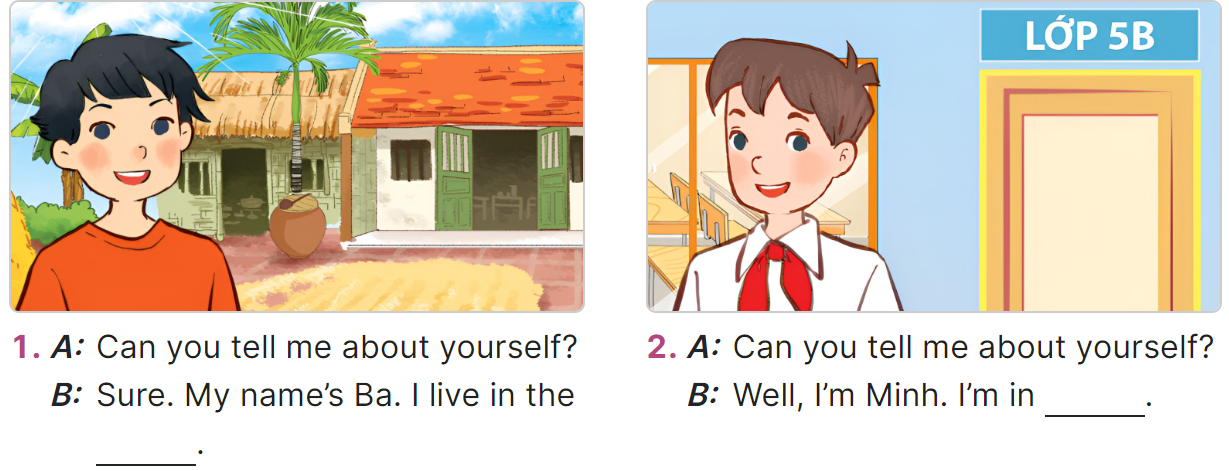 LỚP 5B
1. A: Can you tell me about yourself?
B: Sure. My name's Ba. I live in the
______.
2. A: Can you tell me about yourself?
B: Well, I'm Minh. I'm in ______.